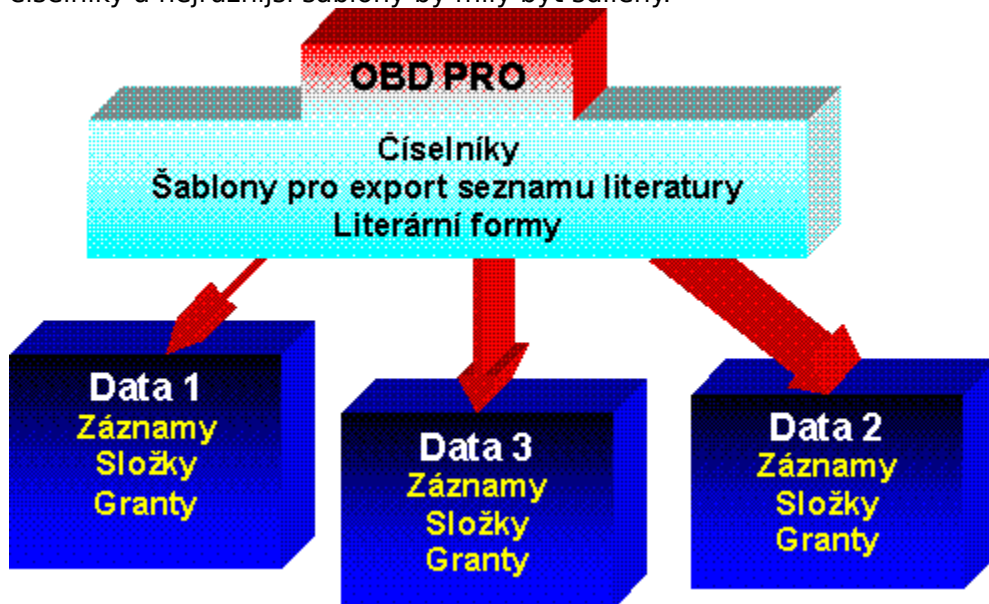 OBD PRO
Číselníky
Šablony pro export seznamu literatury
Literární formy
Data 1
Záznamy
Složky
Granty
Data 3
Záznamy
Složky
Granty
Data 2
Záznamy
Složky
Granty